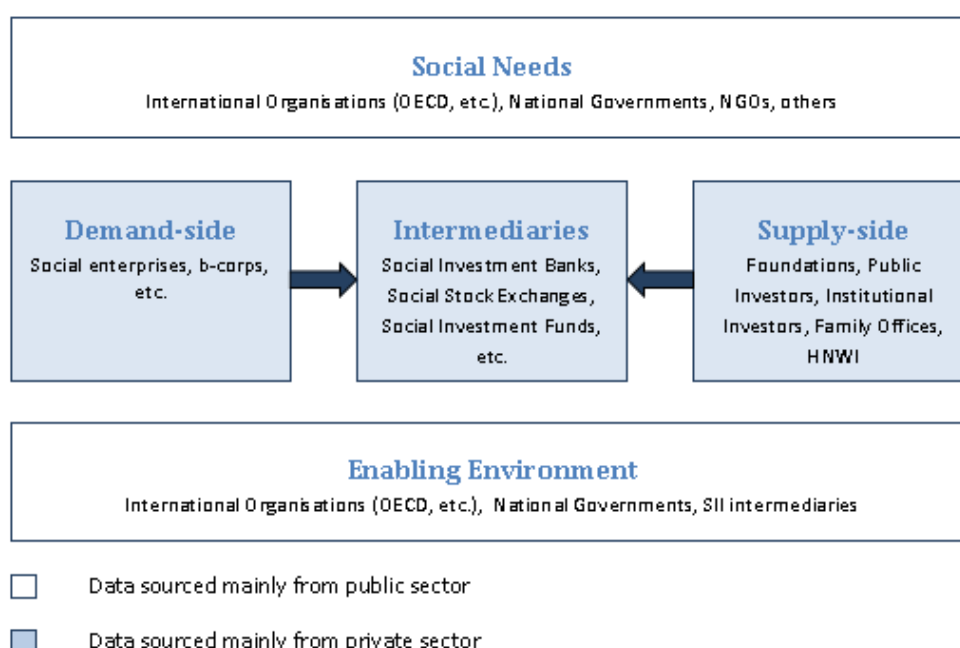 Social Needs
International Organisations (OECD, etc.), National Governments, NGOs, others
Demand-side
Social enterprises, b-corps,
etc.
Intermediaries
Social Investment Banks,
Social Stock Exchanges,
Social Investment Funds,
etc.
Supply-side
Foundations, Public
Investors, Institutional
Investors, Family Offices,
HNWI
Enabling Environment
International Organisations (OECD, etc.), National Governments, SII intermediaries
Data sourced mainly from public sector
Data sourced mainly from private sector